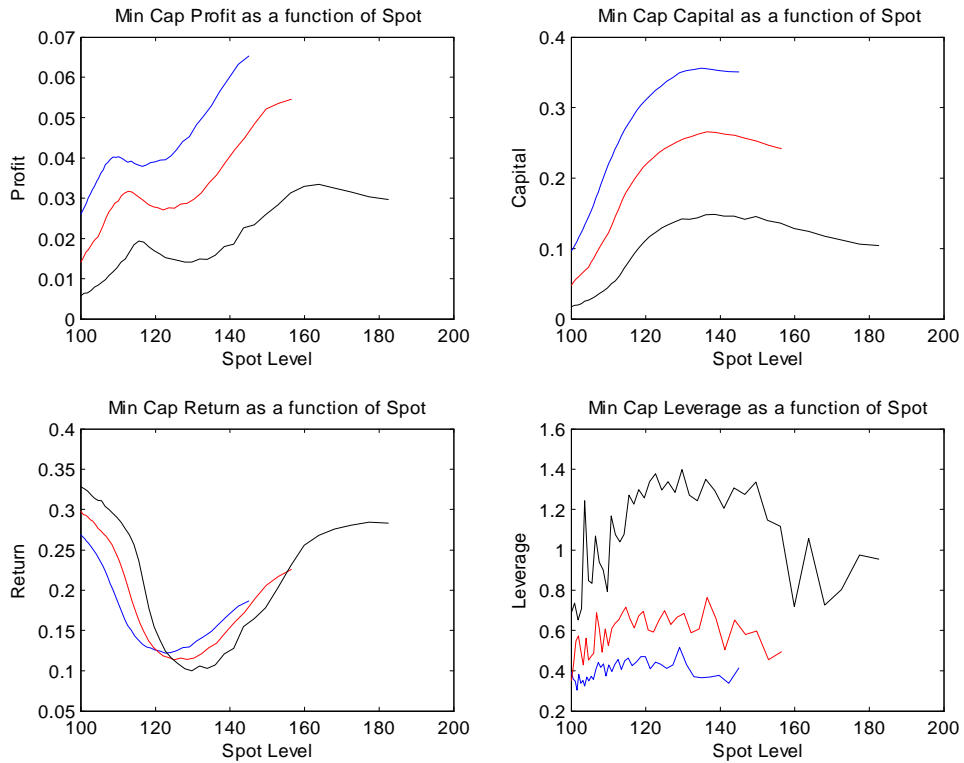 Min Cap Profit as a function of Spot
0.07
0.06
0.05
0.04
0.03
0.02
0.01
0
Profit
100 120 140 160 180 200
Spot Level
Min Cap Capital as a function of Spot
0.4
0.3
0.2
0.1
0
Capital
100 120 140 160 180 200
Spot Level
Min Cap Return as a function of Spot
0.4
0.35
0.3
0.25
0.2
0.15
0.1
0.05
Return
100 120 140 160 180 200
Spot Level
Min Cap Leverage as a function of Spot
1.6
1.4
1.2
1
0.8
0.6
0.4
0.2
Leverage
100 120 140 160 180 200
Spot Level